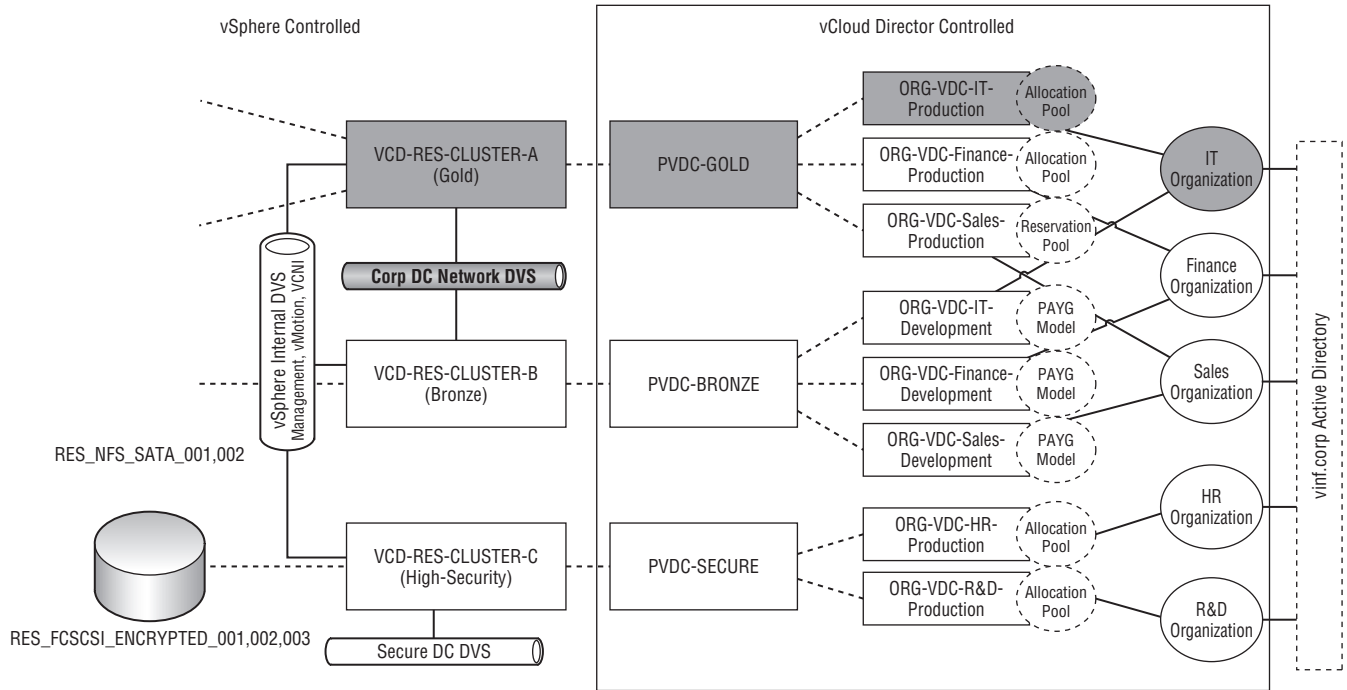 vSphere Controlled
vCloud Director Controlled
VCD-RES-CLUSTER-A
(Gold)
PVDC-GOLD
ORG-VDC-IT-
Production
Allocation
Pool
ORG-VDC-Finance-
Production
Allocation
Pool
ORG-VDC-Sales-
Production
Reservation
Pool
IT
Organization
vSphere Internal DVS
Management, vMotion, VCNI
Corp DC Network DVS
Finance
Organization
VCD-RES-CLUSTER-B
(Bronze)
PVDC-BRONZE
ORG-VDC-IT-
Development
PAYG
Model
ORG-VDC-Finance-
Development
PAYG
Model
ORG-VDC-Sales-
Development
PAYG
Model
Sales
Organization
vinf.corp Active Directory
RES_NFS_SATA_001,002
RES_FCSCSI_ENCRYPTED_001,002,003
VCD-RES-CLUSTER-C
(High-Security)
Secure DC DVS
PVDC-SECURE
ORG-VDC-HR-
Production
Allocation
Pool
ORG-VDC-R&D-
Production
Allocation
Pool
HR
Organization
R&D
Organization